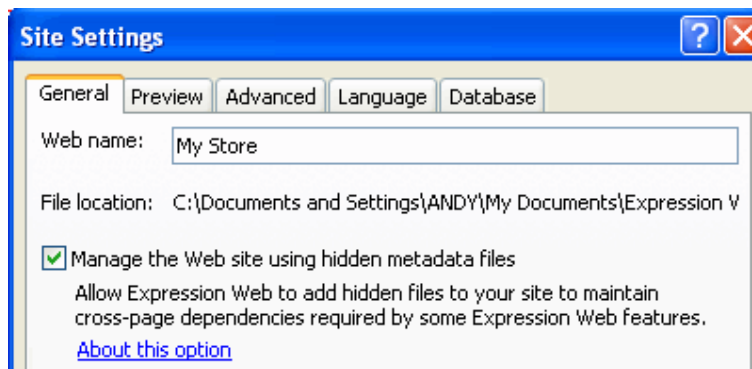 Site Settings
General Preview Advanced Language Database
Web name: My Store
File location: C:\Documents and Settings\ANDY\My Documents\Expression
Manage the Web site using hidden metadata files
Allow Expression Web to add hidden files to your site to maintain
cross-page dependencies required by some Expression Web features.
About this option